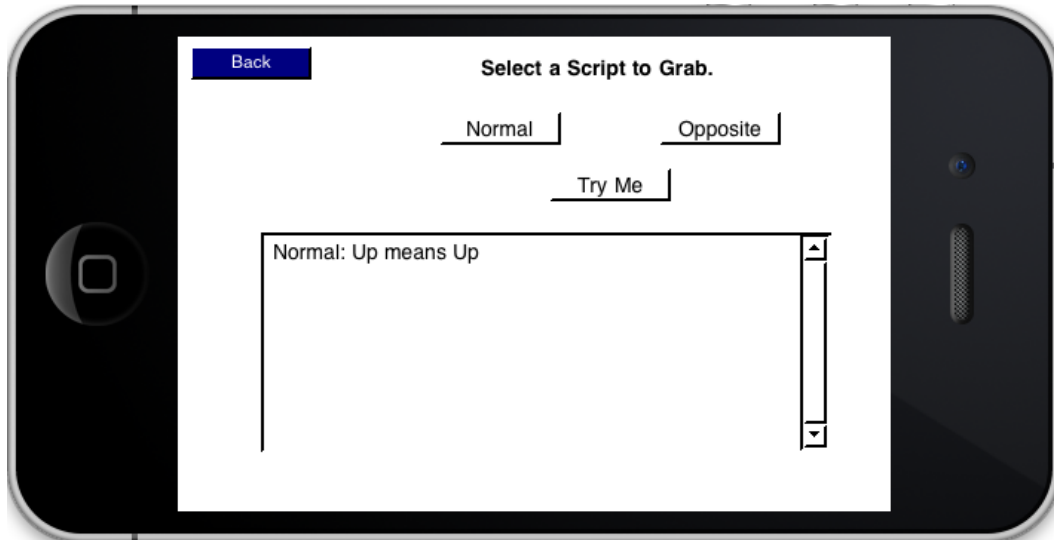 Back
Select a Script to Grab.
Normal Opposite
Try Me
Normal: Up means Up